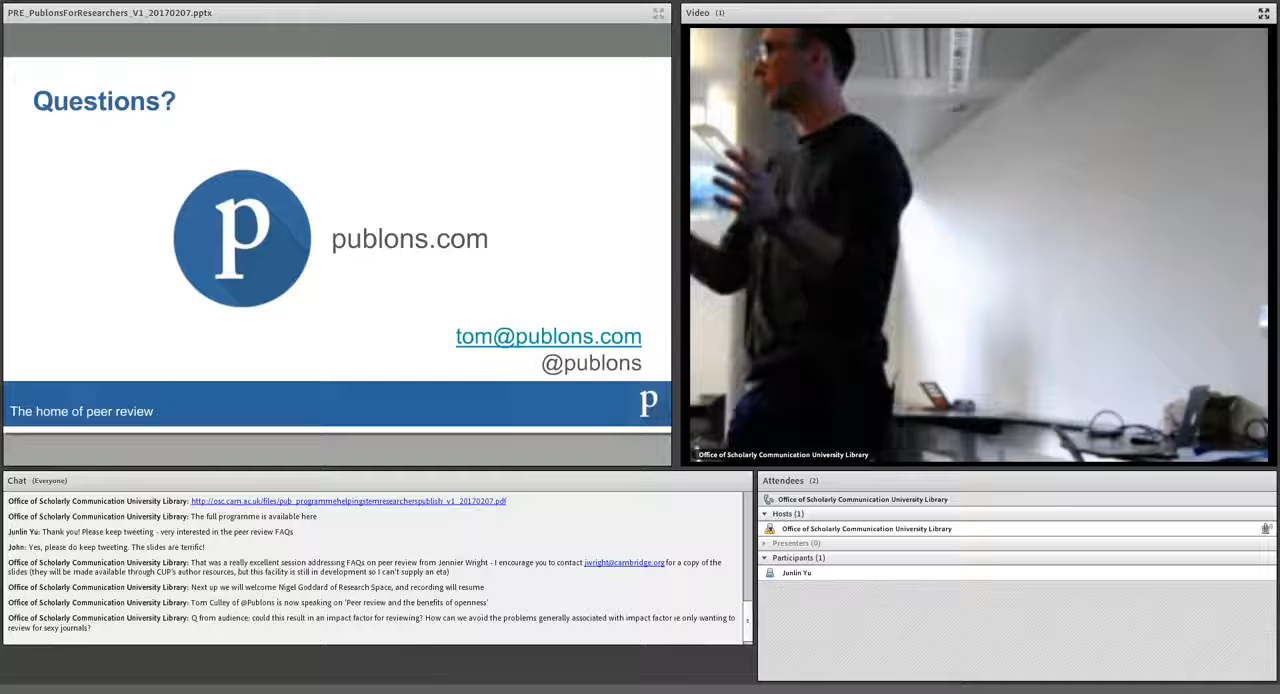 PRE_PublonsForResearchers_V1_20170207.pptx
Questions?
p
publons.com
tom@publons.com
@publons
The home of peer review
p
Video (1)
Office of Scholarly Communication University Library
Chat (Everyone)
Office of Scholarly Communication University Library: http://osc.cam.ac.uk/files/pub_programmehelpingstemresearcherspublish_v1_20170207.pdf
Office of Scholarly Communication University Library: The full programme is available here
Junlin Yu: Thank you! Please keep tweeting - very interested in the peer review FAQs
John: Yes, please do keep tweeting. The slides are terrific!
Office of Scholarly Communication University Library: That was a really excellent session addressing FAQs on peer review from Jennier Wright - I encourage you to contact jwright@cambridge.org for a copy of the
slides (they will be made available through CUP's author resources, but this facility is still in development so I can't supply an eta)
Office of Scholarly Communication University Library: Next up we will welcome Nigel Goddard of Research Space, and recording will resume
Office of Scholarly Communication University Library: Tom Culley of @Publons is now speaking on 'Peer review and the benefits of openness'
Office of Scholarly Communication University Library: Q from audience: could this result in an impact factor for reviewing? How can we avoid the problems generally associated with impact factor ie only wanting to
review for sexy journals?
Attendees (2)
Office of Scholarly Communication University Library
Hosts (1)
Office of Scholarly Communication University Library
Presenters (0)
Participants (1)
Junlin Yu